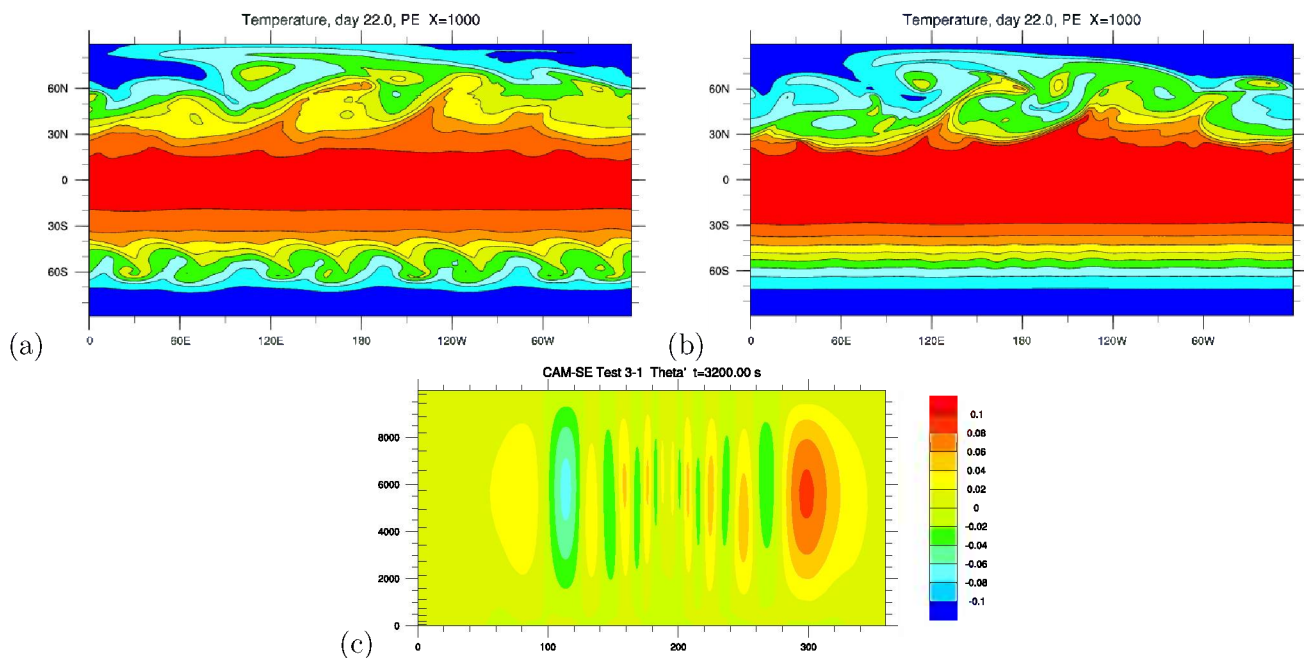 Temperature, day 22.0, PE X=1000
60N
30N
0
30S
60S
0 60E 120E 180 120W 60W
(a)
Temperature, day 22.0, PE X=1000
60N
30N
0
30S
60S
0 60E 120E 180 120W 60W
(b)
CAM-SE Test 3-1 Theta' t=3200.00 s
8000
6000
4000
2000
0
0 100 200 300
(c)
0.1
0.08
0.06
0.04
0.02
0
-0.02
-0.04
-0.06
-0.08
-0.1